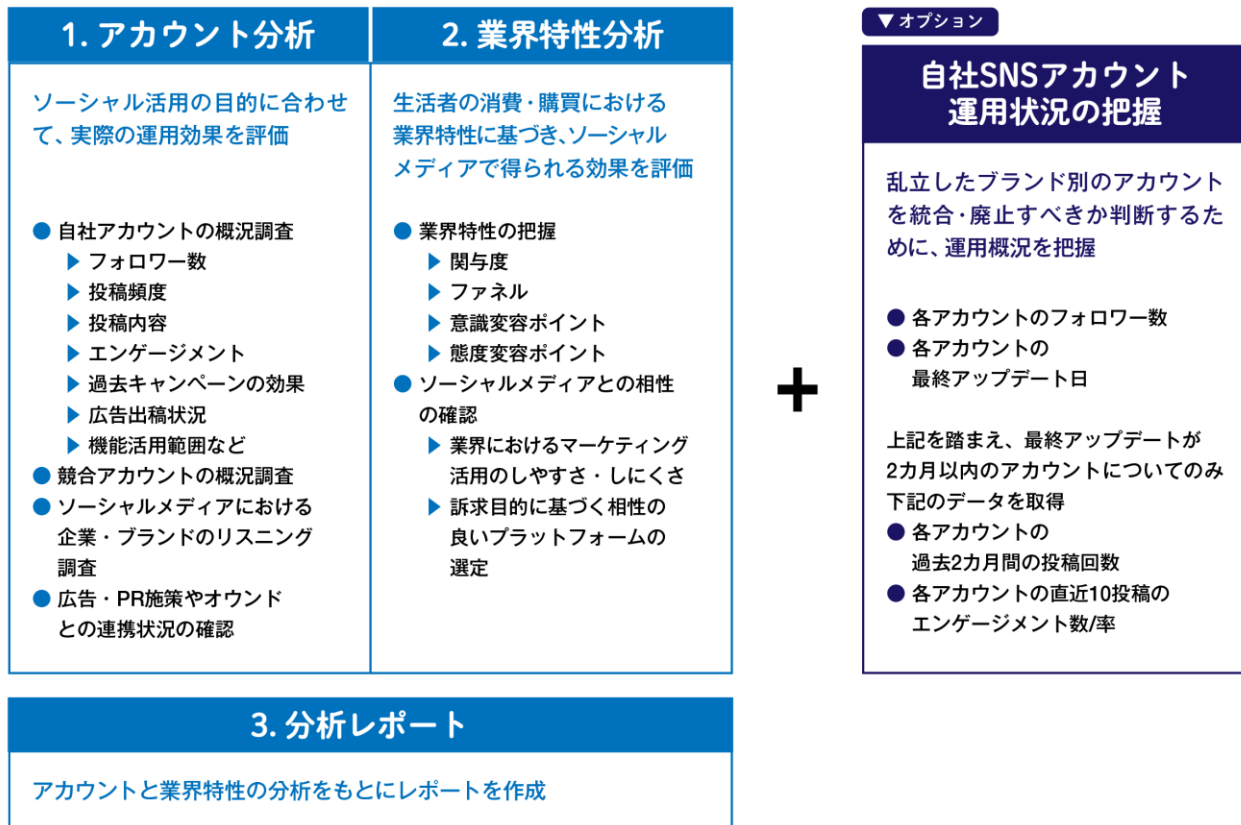 1. アカウント分析
ソーシャル活用の目的に合わせ
て、実際の運用効果を評価
● 自社アカウントの概況調査
▶ フォロワー数
▶ 投稿頻度
▶ 投稿内容
▶ エンゲージメント
▶ 過去キャンペーンの効果
▶ 広告出稿状況
▶ 機能活用範囲など
● 競合アカウントの概況調査
● ソーシャルメディアにおける
企業・ブランドのリスニング
調査
● 広告・PR施策やオウンド
との連携状況の確認
2. 業界特性分析
生活者の消費・購買における
業界特性に基づき、ソーシャル
メディアで得られる効果を評価
● 業界特性の把握
▶ 関与度
▶ ファネル
▶ 意識変容ポイント
▶ 態度変容ポイント
● ソーシャルメディアとの相性
の確認
▶ 業界におけるマーケティング
活用のしやすさ・しにくさ
▶ 訴求目的に基づく相性の
良いプラットフォームの
選定
3. 分析レポート
アカウントと業界特性の分析をもとにレポートを作成
+
▼オプション
自社SNSアカウント
運用状況の把握
乱立したブランド別のアカウント
を統合・廃止すべきか判断するた
めに、運用概況を把握
● 各アカウントのフォロワー数
● 各アカウントの
最終アップデート日
上記を踏まえ、最終アップデートが
2カ月以内のアカウントについてのみ
下記のデータを取得
● 各アカウントの
過去2カ月間の投稿回数
● 各アカウントの直近10投稿の
エンゲージメント数/率